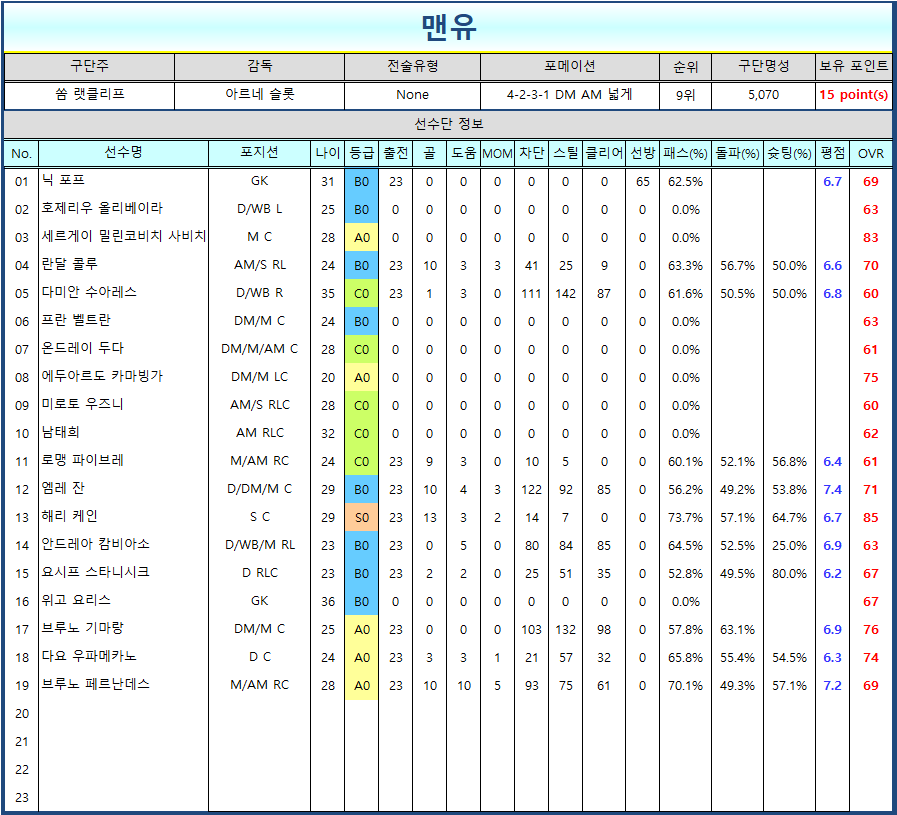 맨유
구단주 감독 전술유형 포메이션 순위 구단명성 보유 포인트
쏨 랫클리프 아르네 슬롯 None 4-2-3-1 DM AM 넓게 9위 5,070 15 point(s)
선수단 정보
No. 선수명 포지션 나이 등급 출전 골 도움 MOM 차단 스틸 클리어 선방 패스(%) 돌파(%) 슛팅(%) 평점 OVR
01 닉 포프 GK 31 B0 23 0 0 0 0 0 0 65 62.5% 6.7 69
02 호제리우 올리베이라 D/WB L 25 B0 0 0 0 0 0 0 0 0 0.0% 63
03 세르게이 밀린코비치 사비치 M C 28 A0 0 0 0 0 0 0 0 0 0.0% 83
04 란달 콜루 AM/S RL 24 B0 23 10 3 3 41 25 9 0 63.3% 56.7% 50.0% 6.6 70
05 다미안 수아레스 D/WB R 35 C0 23 1 3 0 111 142 87 0 61.6% 50.5% 50.0% 6.8 60
06 프란 벨트란 DM/M C 24 B0 0 0 0 0 0 0 0 0 0.0% 63
07 온드레이 두다 DM/M/AM C 28 C0 0 0 0 0 0 0 0 0 0.0% 61
08 에두아르도 카마빙가 DM/M LC 20 A0 0 0 0 0 0 0 0 0 0.0% 75
09 미로토 우즈니 AM/S RLC 28 C0 0 0 0 0 0 0 0 0 0.0% 60
10 남태희 AM RLC 32 C0 0 0 0 0 0 0 0 0 0.0% 62
11 로맹 파이브레 M/AM RC 24 C0 23 9 3 0 10 5 0 0 60.1% 52.1% 56.8% 6.4 61
12 엠레 잔 D/DM/M C 29 B0 23 10 4 3 122 92 85 0 56.2% 49.2% 53.8% 7.4 71
13 해리 케인 S C 29 S0 23 13 3 2 14 7 0 0 73.7% 57.1% 64.7% 6.7 85
14 안드레아 캄비아소 D/WB/M RL 23 B0 23 0 5 0 80 84 85 0 64.5% 52.5% 25.0% 6.9 63
15 요시프 스타니시크 D RLC 23 B0 23 2 2 0 25 51 35 0 52.8% 49.5% 80.0% 6.2 67
16 위고 요리스 GK 36 B0 0 0 0 0 0 0 0 0 0.0% 67
17 브루노 기마랑 DM/M C 25 A0 23 0 0 0 103 132 98 0 57.8% 63.1% 6.9 76
18 다요 우파메카노 D C 24 A0 23 3 3 1 21 57 32 0 65.8% 55.4% 54.5% 6.3 74
19 브루노 페르난데스 M/AM RC 28 A0 23 10 10 5 93 75 61 0 70.1% 49.3% 57.1% 7.2 69
20
21
22
23